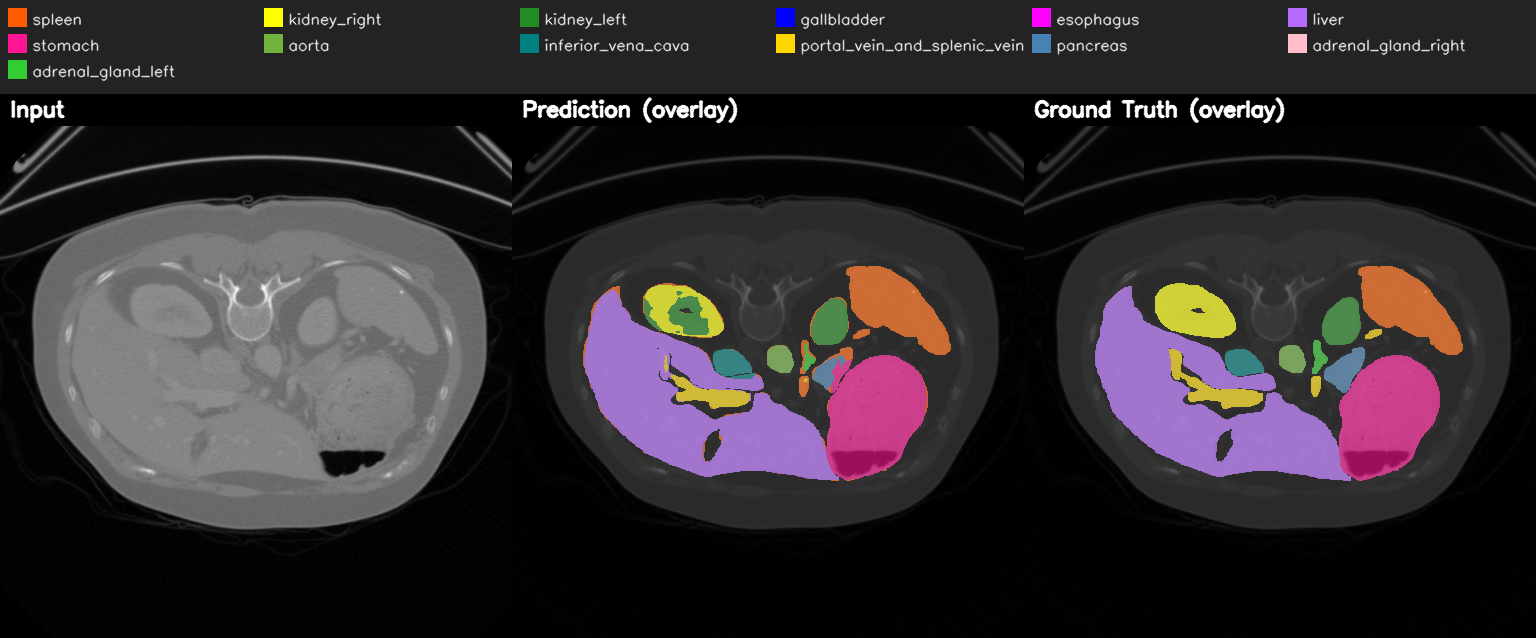 spleen kidney_right kidney_left gallbladder esophagus liver
stomach aorta inferior_vena_cava portal_vein_and_splenic_vein pancreas adrenal_gland_right
adrenal_gland_left
Input Prediction (overlay) Ground Truth (overlay)